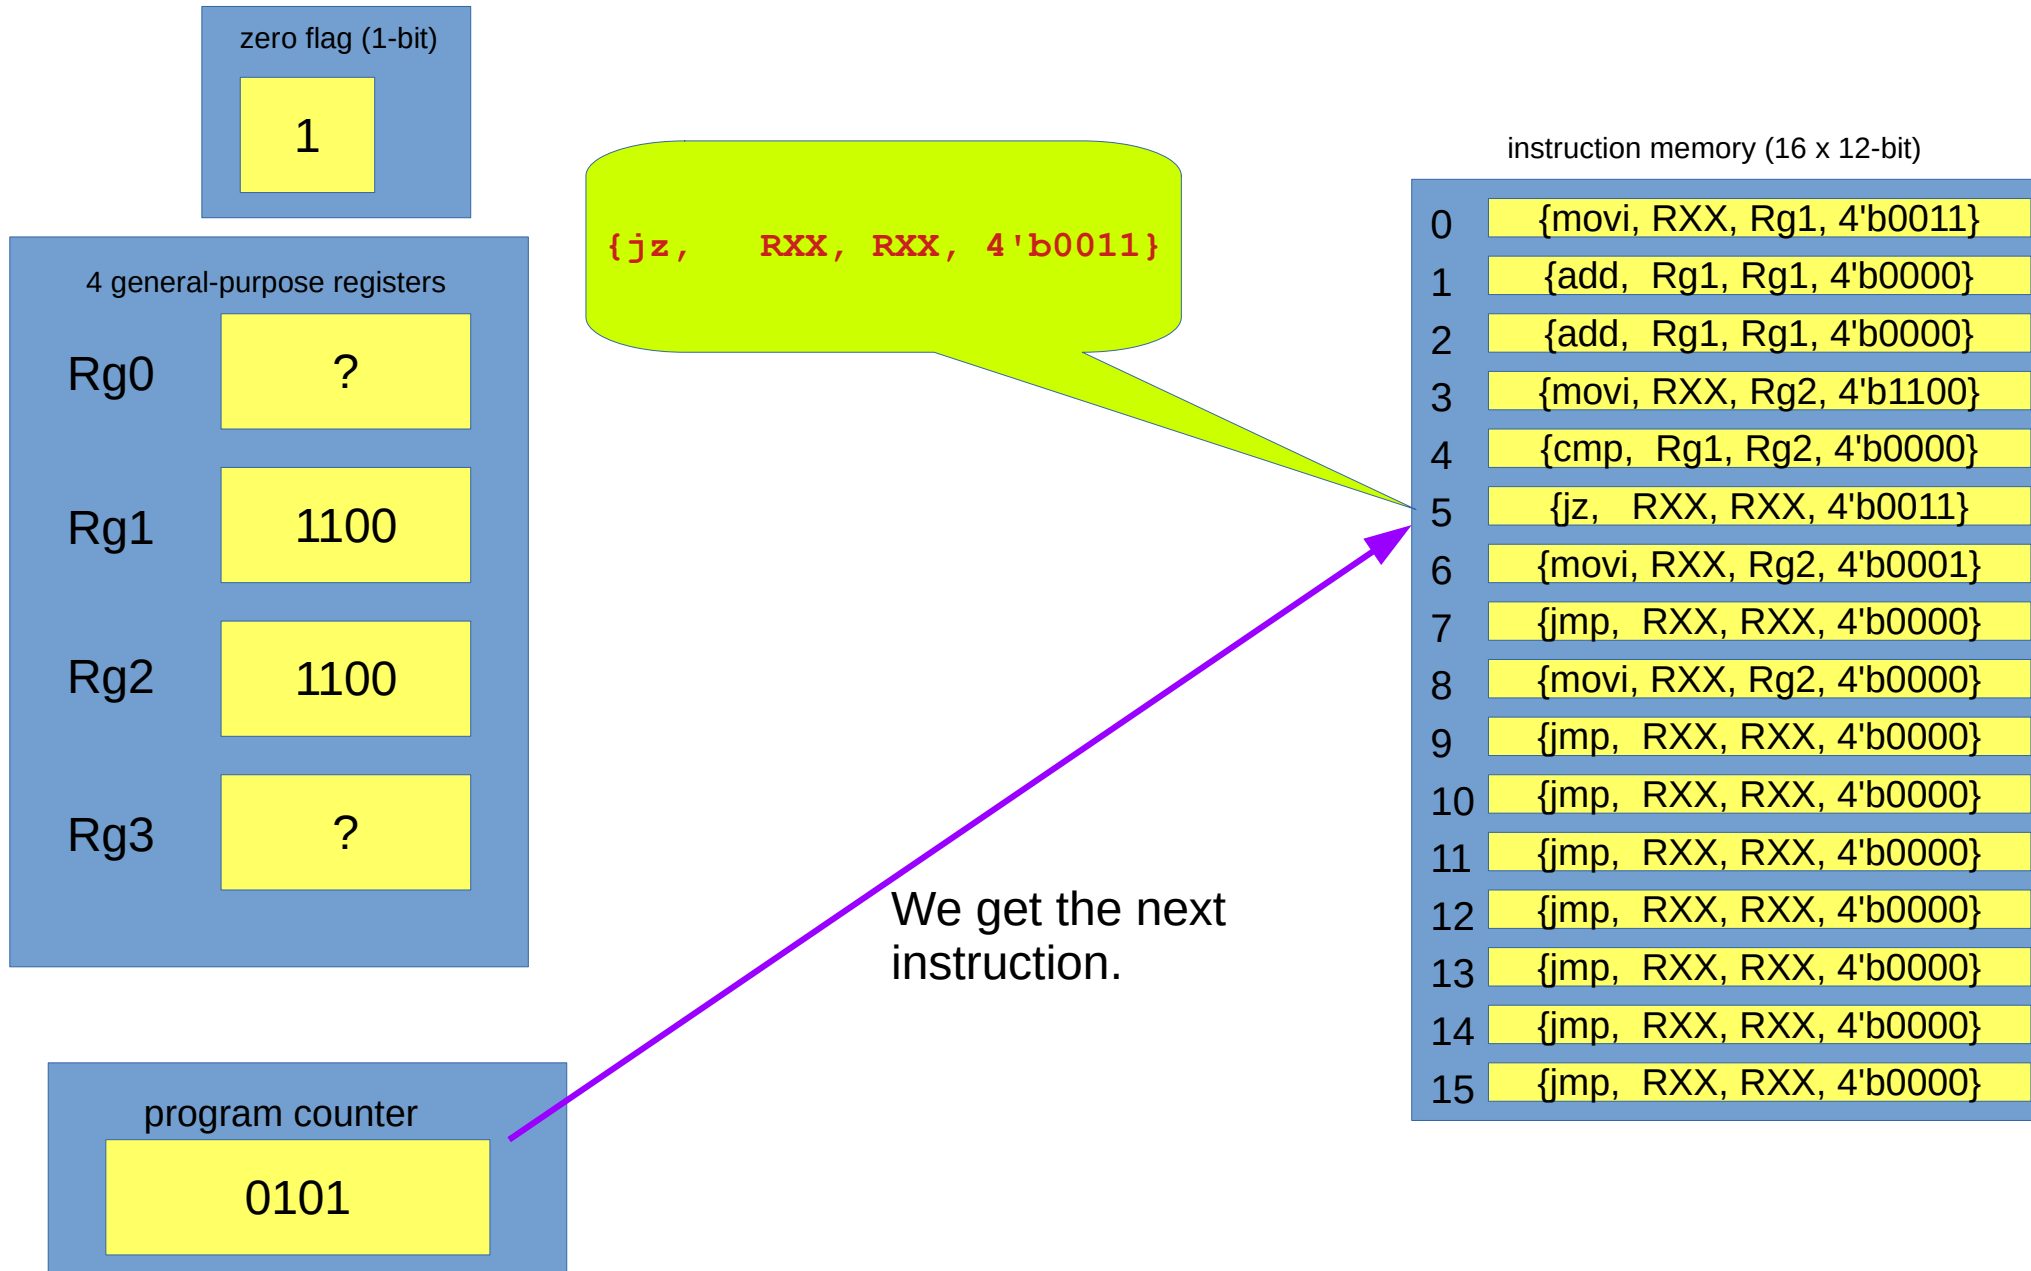 zero flag (1-bit)
1
4 general-purpose registers
Rg0 ?
Rg1 1100
Rg2 1100
Rg3 ?
program counter
0101
{jz,   RXX, RXX, 4'b0011}
We get the next
instruction.
instruction memory (16 x 12-bit)
0 {movi, RXX, Rg1, 4'b0011}
1 {add,  Rg1, Rg1, 4'b0000}
2 {add,  Rg1, Rg1, 4'b0000}
3 {movi, RXX, Rg2, 4'b1100}
4 {cmp,  Rg1, Rg2, 4'b0000}
5 {jz,   RXX, RXX, 4'b0011}
6 {movi, RXX, Rg2, 4'b0001}
7 {jmp,  RXX, RXX, 4'b0000}
8 {movi, RXX, Rg2, 4'b0000}
9 {jmp,  RXX, RXX, 4'b0000}
10 {jmp,  RXX, RXX, 4'b0000}
11 {jmp,  RXX, RXX, 4'b0000}
12 {jmp,  RXX, RXX, 4'b0000}
13 {jmp,  RXX, RXX, 4'b0000}
14 {jmp,  RXX, RXX, 4'b0000}
15 {jmp,  RXX, RXX, 4'b0000}